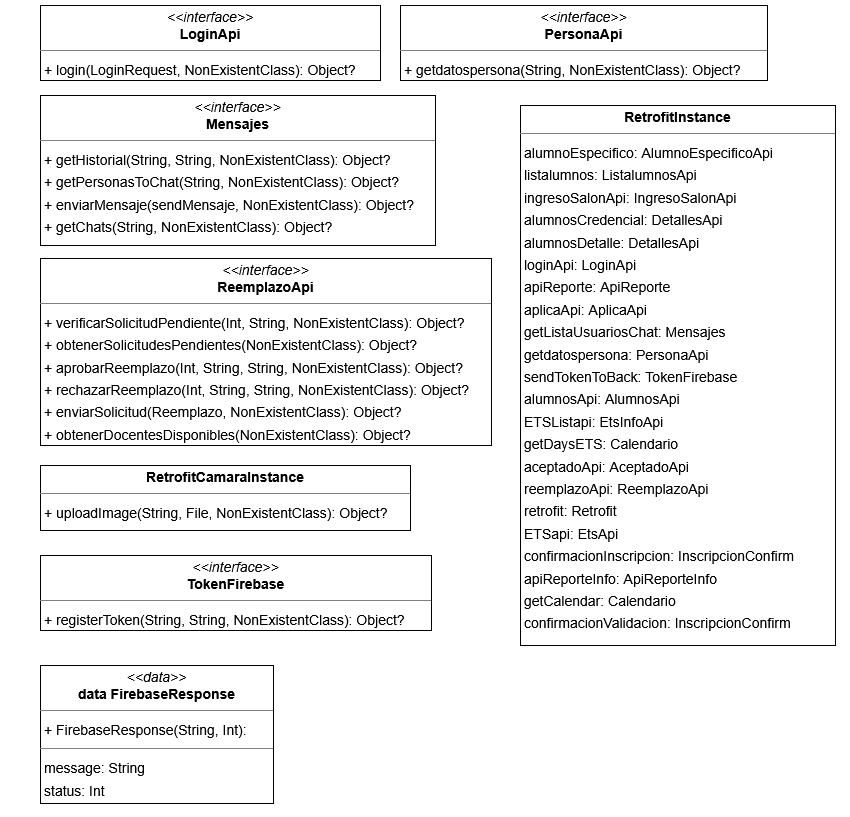 <<interface>>
LoginApi
+ login(LoginRequest, NonExistentClass): Object?
<<interface>>
PersonaApi
+ getdatospersona(String, NonExistentClass): Object?
<<interface>>
Mensajes
+ getHistorial(String, String, NonExistentClass): Object?
+ getPersonasToChat(String, NonExistentClass): Object?
+ enviarMensaje(sendMensaje, NonExistentClass): Object?
+ getChats(String, NonExistentClass): Object?
<<interface>>
ReemplazoApi
+ verificarSolicitudPendiente(Int, String, NonExistentClass): Object?
+ obtenerSolicitudesPendientes(NonExistentClass): Object?
+ aprobarReemplazo(Int, String, String, NonExistentClass): Object?
+ rechazarReemplazo(Int, String, String, NonExistentClass): Object?
+ enviarSolicitud(Reemplazo, NonExistentClass): Object?
+ obtenerDocentesDisponibles(NonExistentClass): Object?
RetrofitCamaraInstance
+ uploadImage(String, File, NonExistentClass): Object?
<<interface>>
TokenFirebase
+ registerToken(String, String, NonExistentClass): Object?
<<data>>
data FirebaseResponse
+ FirebaseResponse(String, Int):
message: String
status: Int
RetrofitInstance
alumnoEspecifico: AlumnoEspecificoApi
listalumnos: ListalumnosApi
ingresoSalonApi: IngresoSalonApi
alumnosCredencial: DetallesApi
alumnosDetalle: DetallesApi
loginApi: LoginApi
apiReporte: ApiReporte
aplicaApi: AplicaApi
getListaUsuariosChat: Mensajes
getdatospersona: PersonaApi
sendTokenToBack: TokenFirebase
alumnosApi: AlumnosApi
ETSListapi: EtsInfoApi
getDaysETS: Calendario
aceptadoApi: AceptadoApi
reemplazoApi: ReemplazoApi
retrofit: Retrofit
ETSapi: EtsApi
confirmacionInscripcion: InscripcionConfirm
apiReporteInfo: ApiReporteInfo
getCalendar: Calendario
confirmacionValidacion: InscripcionConfirm